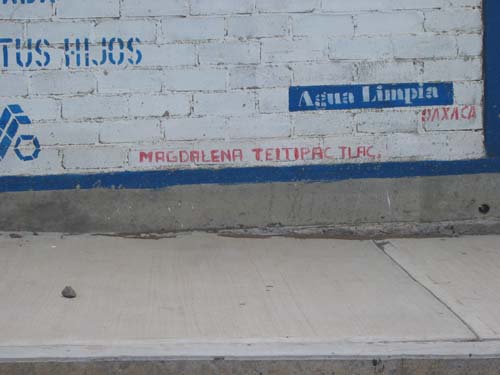 TUS HIJOS
Agua Limpia
OAXACA
MAGDALENA TEITIPAC TLAC.